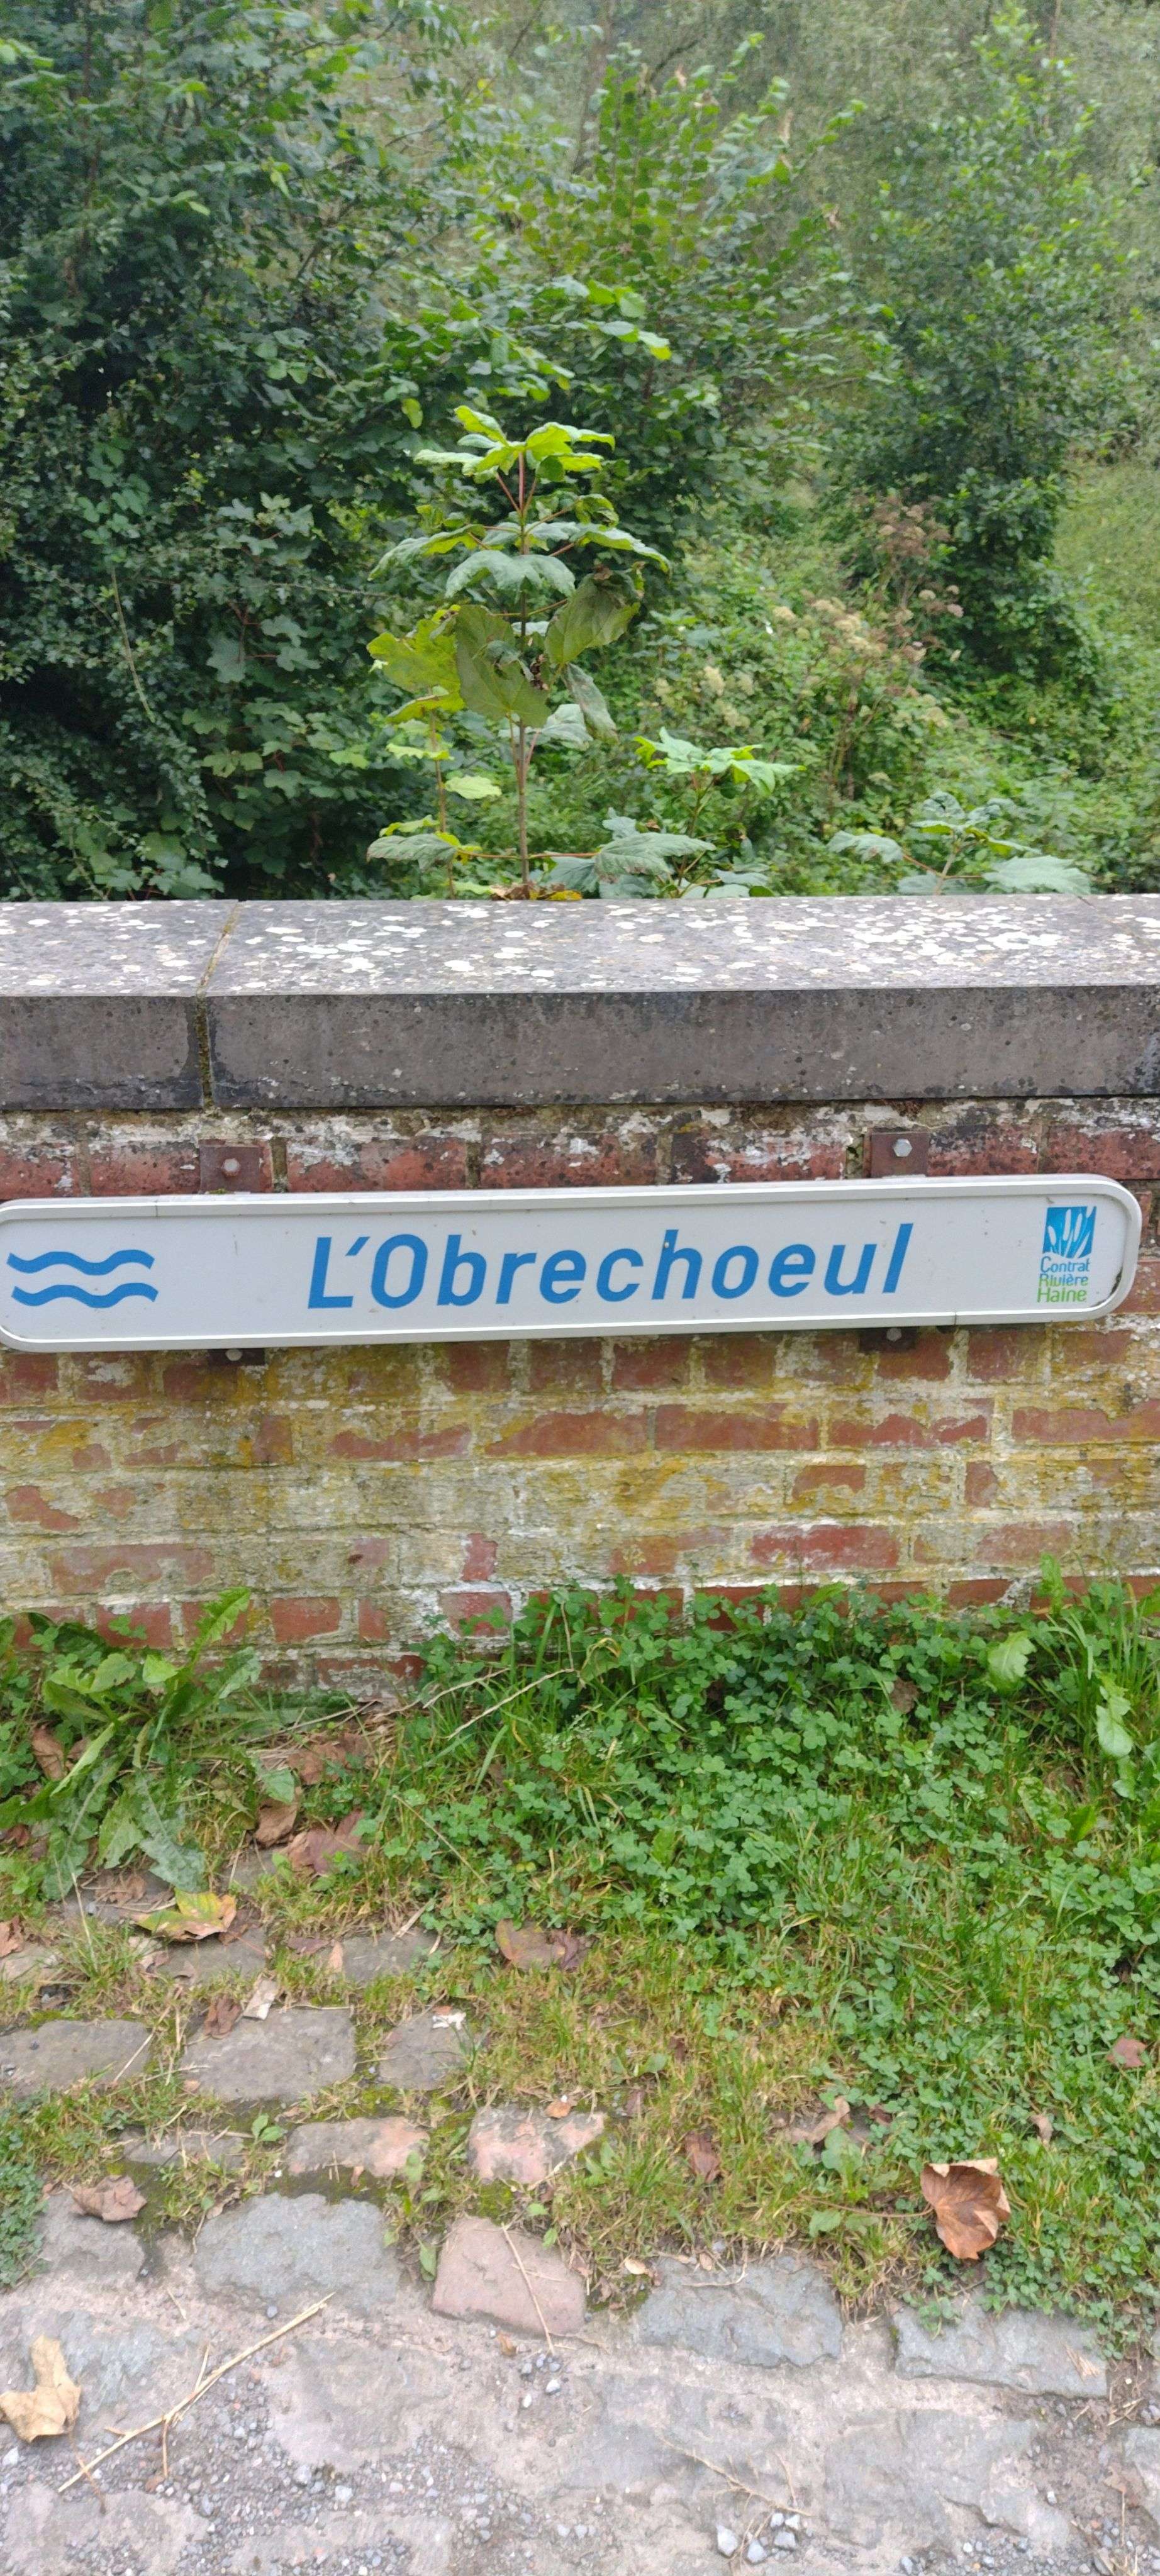 L'Obrechoeul
Contrat
Rivière
Haine